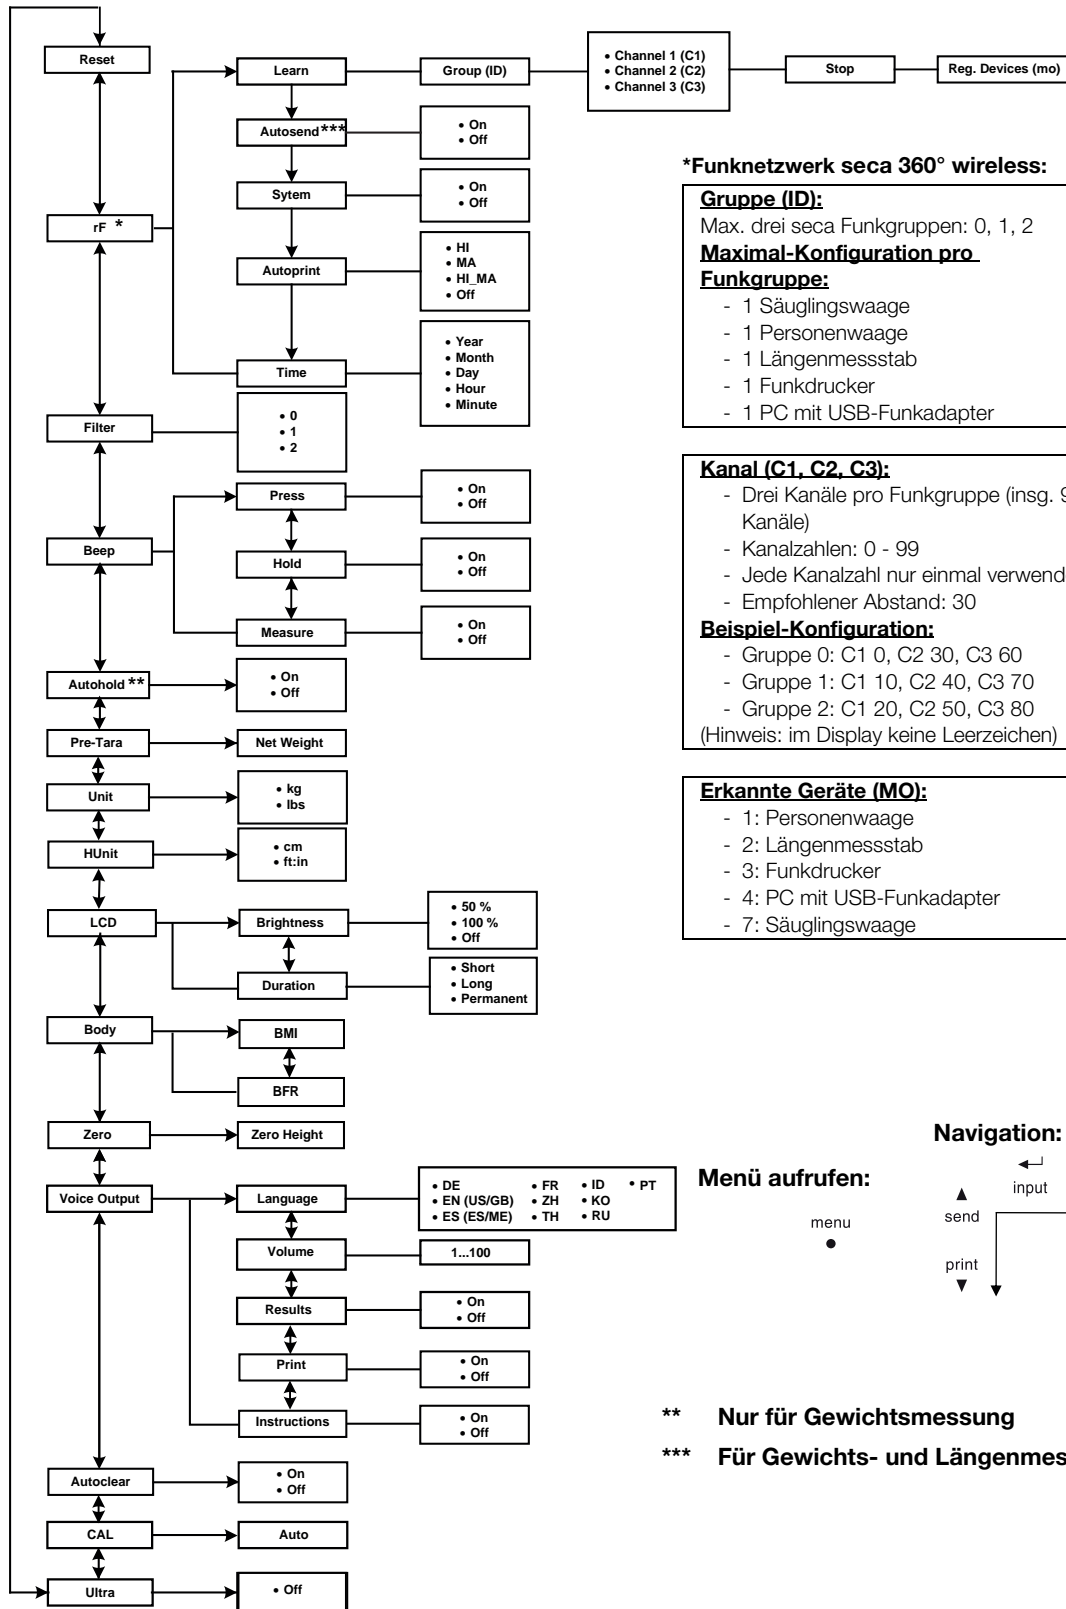 Reset
Learn
Group (ID)
• Channel 1 (C1)
• Channel 2 (C2)
• Channel 3 (C3)
Stop
Reg. Devices (mo)
Autosend***
• On
• Off
Sytem
• On
• Off
rF *
Autoprint
• HI
• MA
• HI_MA
• Off
Time
• Year
• Month
• Day
• Hour
• Minute
Filter
• 0
• 1
• 2
Beep
Press
• On
• Off
Hold
• On
• Off
Measure
• On
• Off
Autohold **
• On
• Off
Pre-Tara
Net Weight
Unit
• kg
• lbs
HUnit
• cm
• ft:in
LCD
Brightness
• 50 %
• 100 %
• Off
Duration
• Short
• Long
• Permanent
Body
BMI
BFR
Zero
Zero Height
Voice Output
Language
• DE • FR • ID • PT
• EN (US/GB) • ZH • KO
• ES (ES/ME) • TH • RU
Volume
1...100
Results
• On
• Off
Print
• On
• Off
Instructions
• On
• Off
Autoclear
• On
• Off
CAL
Auto
Ultra
• Off
*Funknetzwerk seca 360° wireless:
Gruppe (ID):
Max. drei seca Funkgruppen: 0, 1, 2
Maximal-Konfiguration pro
Funkgruppe:
- 1 Säuglingswaage
- 1 Personenwaage
- 1 Längenmessstab
- 1 Funkdrucker
- 1 PC mit USB-Funkadapter
Kanal (C1, C2, C3):
- Drei Kanäle pro Funkgruppe (insg. 9
Kanäle)
- Kanalzahlen: 0 - 99
- Jede Kanalzahl nur einmal verwend
- Empfohlener Abstand: 30
Beispiel-Konfiguration:
- Gruppe 0: C1 0, C2 30, C3 60
- Gruppe 1: C1 10, C2 40, C3 70
- Gruppe 2: C1 20, C2 50, C3 80
(Hinweis: im Display keine Leerzeichen)
Erkannte Geräte (MO):
- 1: Personenwaage
- 2: Längenmessstab
- 3: Funkdrucker
- 4: PC mit USB-Funkadapter
- 7: Säuglingswaage
Menü aufrufen:
menu
Navigation:
input
send
print
** Nur für Gewichtsmessung
*** Für Gewichts- und Längenmes